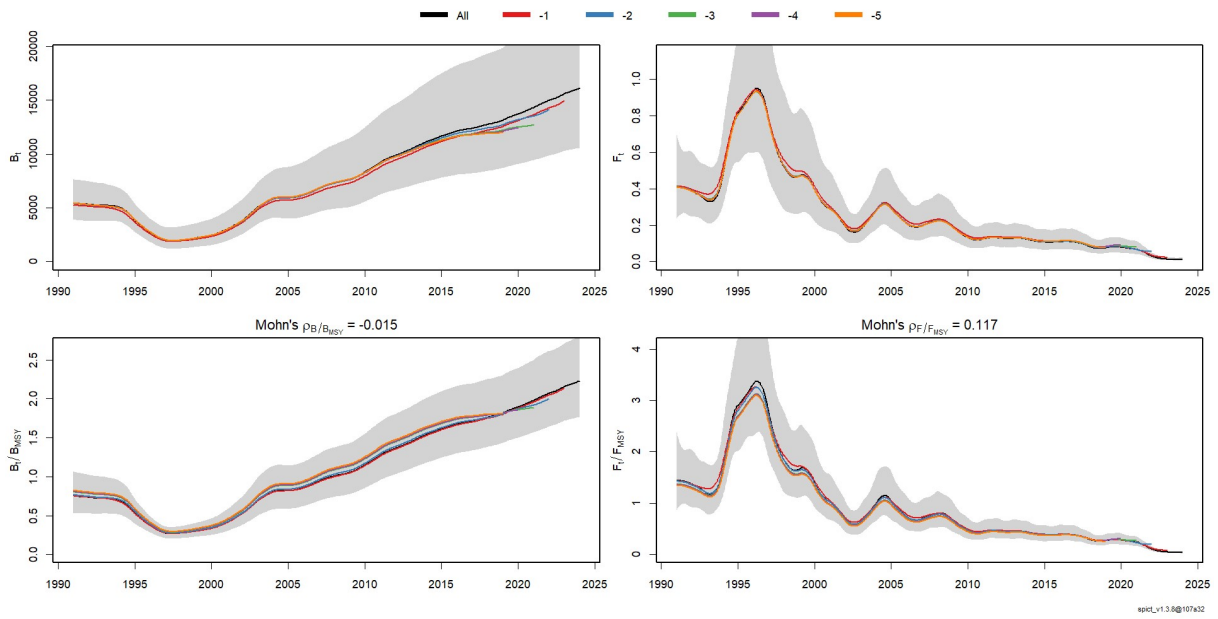 All -1 -2 -3 -4 -5
20000
15000
10000
5000
0
Bt
1990 1995 2000 2005 2010 2015 2020 2025
1.0
0.8
0.6
0.4
0.2
0.0
Ft
1990 1995 2000 2005 2010 2015 2020 2025
Mohn's ρB/BMSY = -0.015
2.5
2.0
1.5
1.0
0.5
0.0
Bt/BMSY
1990 1995 2000 2005 2010 2015 2020 2025
Mohn's ρF/FMSY = 0.117
4
3
2
1
0
Ft/FMSY
1990 1995 2000 2005 2010 2015 2020 2025
spict_v1.3.8@107a32